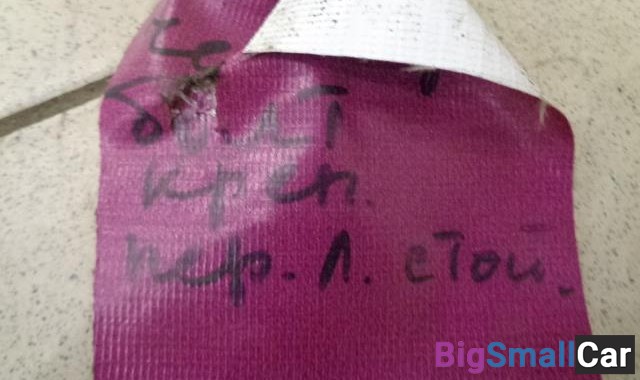 болт
креп.
пер. л. стой.
BigSmallCar